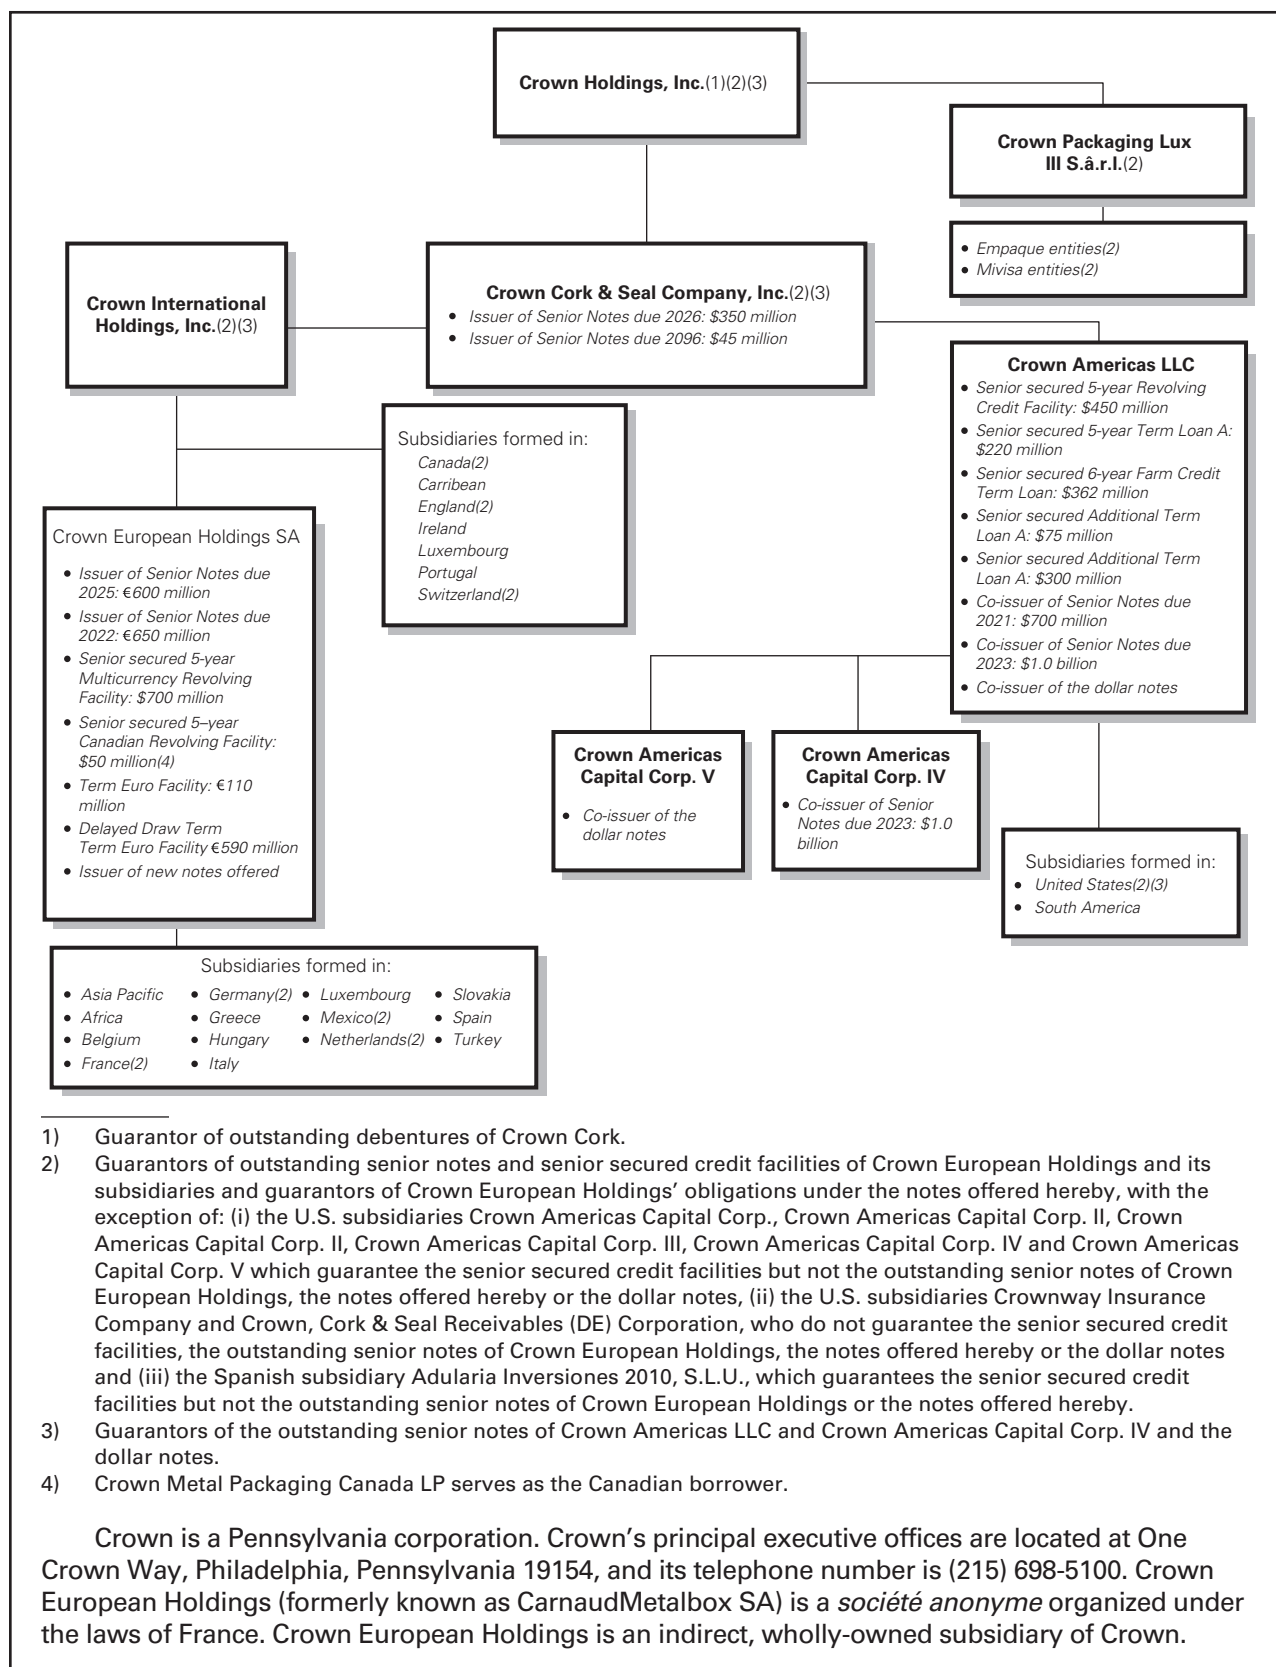 Crown Holdings, Inc.(1)(2)(3)
Crown Packaging Lux
III S.â.r.l.(2)
• Empaque entities(2)
• Mivisa entities(2)
Crown International
Holdings, Inc.(2)(3)
Crown Cork & Seal Company, Inc.(2)(3)
• Issuer of Senior Notes due 2026: $350 million
• Issuer of Senior Notes due 2096: $45 million
Crown Americas LLC
• Senior secured 5-year Revolving
Credit Facility: $450 million
• Senior secured 5-year Term Loan A:
$220 million
• Senior secured 6-year Farm Credit
Term Loan: $362 million
• Senior secured Additional Term
Loan A: $75 million
• Senior secured Additional Term
Loan A: $300 million
• Co-issuer of Senior Notes due
2021: $700 million
• Co-issuer of Senior Notes due
2023: $1.0 billion
• Co-issuer of the dollar notes
Subsidiaries formed in:
Canada(2)
Carribean
England(2)
Ireland
Luxembourg
Portugal
Switzerland(2)
Crown European Holdings SA
• Issuer of Senior Notes due
2025: €600 million
• Issuer of Senior Notes due
2022: €650 million
• Senior secured 5-year
Multicurrency Revolving
Facility: $700 million
• Senior secured 5–year
Canadian Revolving Facility:
$50 million(4)
• Term Euro Facility: €110
million
• Delayed Draw Term
Term Euro Facility €590 million
• Issuer of new notes offered
Crown Americas
Capital Corp. V
• Co-issuer of the
dollar notes
Crown Americas
Capital Corp. IV
• Co-issuer of Senior
Notes due 2023: $1.0
billion
Subsidiaries formed in:
• United States(2)(3)
• South America
Subsidiaries formed in:
• Asia Pacific • Germany(2) • Luxembourg • Slovakia
• Africa • Greece • Mexico(2) • Spain
• Belgium • Hungary • Netherlands(2) • Turkey
• France(2) • Italy
1) Guarantor of outstanding debentures of Crown Cork.
2) Guarantors of outstanding senior notes and senior secured credit facilities of Crown European Holdings and its
subsidiaries and guarantors of Crown European Holdings’ obligations under the notes offered hereby, with the
exception of: (i) the U.S. subsidiaries Crown Americas Capital Corp., Crown Americas Capital Corp. II, Crown
Americas Capital Corp. II, Crown Americas Capital Corp. III, Crown Americas Capital Corp. IV and Crown Americas
Capital Corp. V which guarantee the senior secured credit facilities but not the outstanding senior notes of Crown
European Holdings, the notes offered hereby or the dollar notes, (ii) the U.S. subsidiaries Crownway Insurance
Company and Crown, Cork & Seal Receivables (DE) Corporation, who do not guarantee the senior secured credit
facilities, the outstanding senior notes of Crown European Holdings, the notes offered hereby or the dollar notes
and (iii) the Spanish subsidiary Adularia Inversiones 2010, S.L.U., which guarantees the senior secured credit
facilities but not the outstanding senior notes of Crown European Holdings or the notes offered hereby.
3) Guarantors of the outstanding senior notes of Crown Americas LLC and Crown Americas Capital Corp. IV and the
dollar notes.
4) Crown Metal Packaging Canada LP serves as the Canadian borrower.
Crown is a Pennsylvania corporation. Crown’s principal executive offices are located at One
Crown Way, Philadelphia, Pennsylvania 19154, and its telephone number is (215) 698-5100. Crown
European Holdings (formerly known as CarnaudMetalbox SA) is a société anonyme organized under
the laws of France. Crown European Holdings is an indirect, wholly-owned subsidiary of Crown.